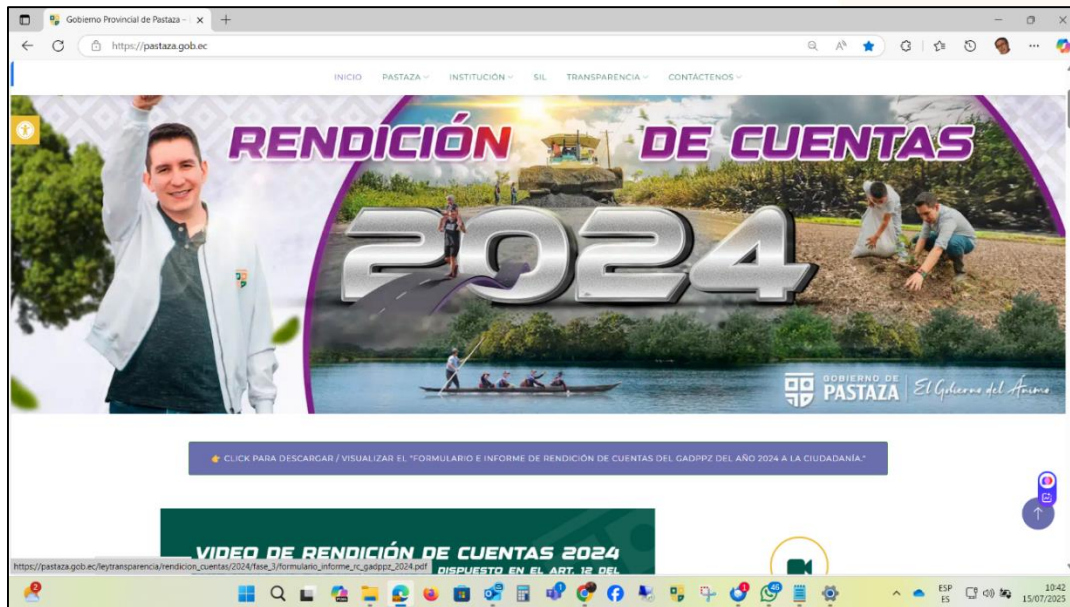 Gobierno Provincial de Pastaza –
https://pastaza.gob.ec
INICIO PASTAZA INSTITUCIÓN SIL TRANSPARENCIA CONTÁCTENOS
RENDICIÓN DE CUENTAS
2024
GOBIERNO DE
PASTAZA
El Gobierno del Ánimo
CLICK PARA DESCARGAR / VISUALIZAR EL "FORMULARIO E INFORME DE RENDICIÓN DE CUENTAS DEL GADPPZ DEL AÑO 2024 A LA CIUDADANÍA."
VIDEO DE RENDICIÓN DE CUENTAS 2024
DISPUESTO EN EL ART. 12 DEL
https://pastaza.gob.ec/leytransparencia/rendicion_cuentas/2024/fase_3/formulario_informe_rc_gadppz_2024.pdf
2
46
ESP
ES
10:42
15/07/2025